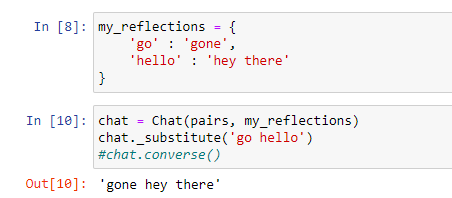 In [8]: my_reflections = {
'go' : 'gone',
'hello' : 'hey there'
}
In [10]: chat = Chat(pairs, my_reflections)
chat._substitute('go hello')
#chat.converse()
Out[10]: 'gone hey there'